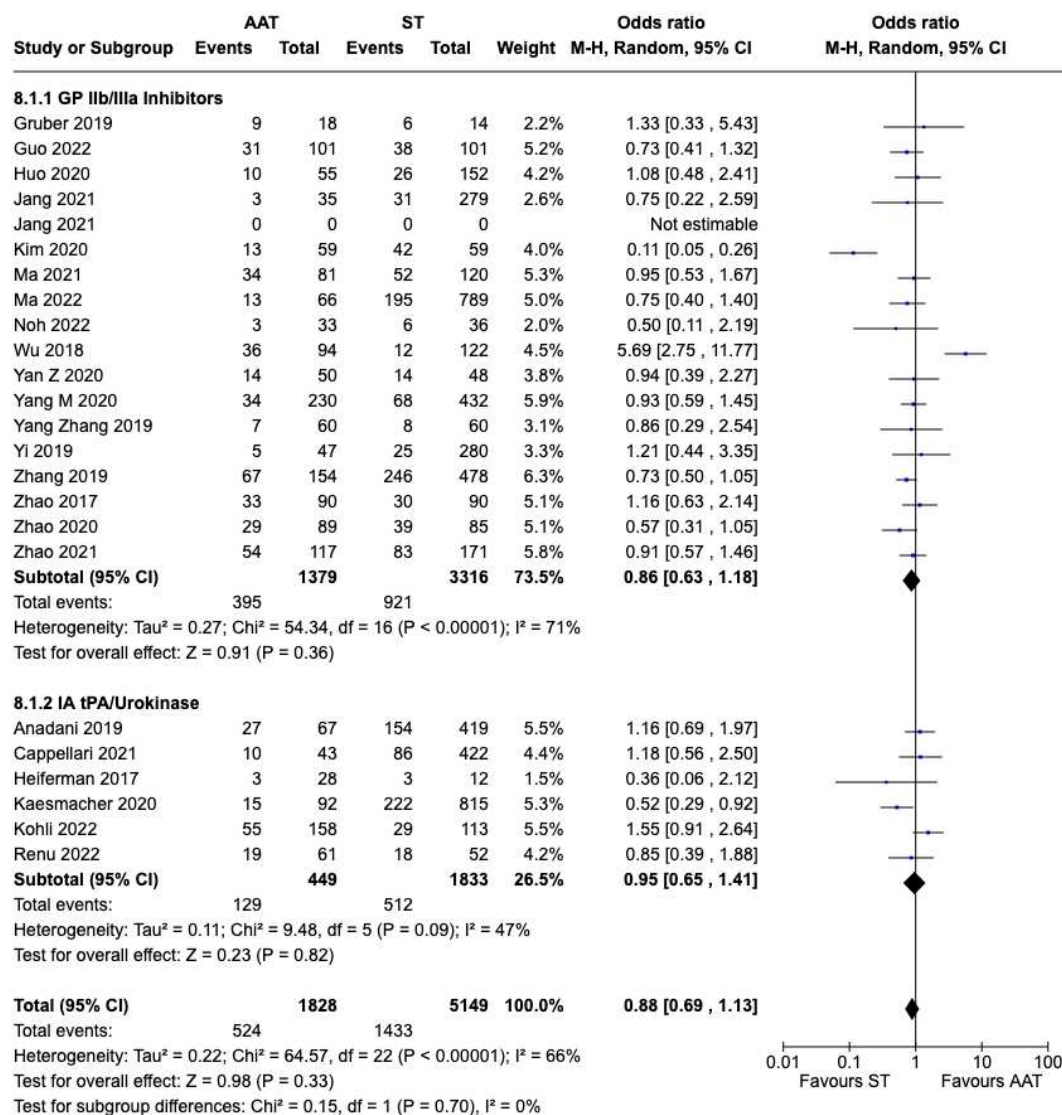 AAT ST Odds ratio Odds ratio
Study or Subgroup Events Total Events Total Weight M-H, Random, 95% CI M-H, Random, 95% CI
8.1.1 GP IIb/IIIa Inhibitors
Gruber 2019 9 18 6 14 2.2% 1.33 [0.33 , 5.43]
Guo 2022 31 101 38 101 5.2% 0.73 [0.41 , 1.32]
Huo 2020 10 55 26 152 4.2% 1.08 [0.48 , 2.41]
Jang 2021 3 35 31 279 2.6% 0.75 [0.22 , 2.59]
Jang 2021 0 0 0 0 Not estimable
Kim 2020 13 59 42 59 4.0% 0.11 [0.05 , 0.26]
Ma 2021 34 81 52 120 5.3% 0.95 [0.53 , 1.67]
Ma 2022 13 66 195 789 5.0% 0.75 [0.40 , 1.40]
Noh 2022 3 33 6 36 2.0% 0.50 [0.11 , 2.19]
Wu 2018 36 94 12 122 4.5% 5.69 [2.75 , 11.77]
Yan Z 2020 14 50 14 48 3.8% 0.94 [0.39 , 2.27]
Yang M 2020 34 230 68 432 5.9% 0.93 [0.59 , 1.45]
Yang Zhang 2019 7 60 8 60 3.1% 0.86 [0.29 , 2.54]
Yi 2019 5 47 25 280 3.3% 1.21 [0.44 , 3.35]
Zhang 2019 67 154 246 478 6.3% 0.73 [0.50 , 1.05]
Zhao 2017 33 90 30 90 5.1% 1.16 [0.63 , 2.14]
Zhao 2020 29 89 39 85 5.1% 0.57 [0.31 , 1.05]
Zhao 2021 54 117 83 171 5.8% 0.91 [0.57 , 1.46]
Subtotal (95% CI) 1379 3316 73.5% 0.86 [0.63 , 1.18]
Total events: 395 921
Heterogeneity: Tau² = 0.27; Chi² = 54.34, df = 16 (P < 0.00001); I² = 71%
Test for overall effect: Z = 0.91 (P = 0.36)
8.1.2 IA tPA/Urokinase
Anadani 2019 27 67 154 419 5.5% 1.16 [0.69 , 1.97]
Cappellari 2021 10 43 86 422 4.4% 1.18 [0.56 , 2.50]
Heiferman 2017 3 28 3 12 1.5% 0.36 [0.06 , 2.12]
Kaesmacher 2020 15 92 222 815 5.3% 0.52 [0.29 , 0.92]
Kohli 2022 55 158 29 113 5.5% 1.55 [0.91 , 2.64]
Renu 2022 19 61 18 52 4.2% 0.85 [0.39 , 1.88]
Subtotal (95% CI) 449 1833 26.5% 0.95 [0.65 , 1.41]
Total events: 129 512
Heterogeneity: Tau² = 0.11; Chi² = 9.48, df = 5 (P = 0.09); I² = 47%
Test for overall effect: Z = 0.23 (P = 0.82)
Total (95% CI) 1828 5149 100.0% 0.88 [0.69 , 1.13]
Total events: 524 1433
Heterogeneity: Tau² = 0.22; Chi² = 64.57, df = 22 (P < 0.00001); I² = 66%
0.01 0.1 1 10 100
Test for overall effect: Z = 0.98 (P = 0.33)
Favours ST Favours AAT
Test for subgroup differences: Chi² = 0.15, df = 1 (P = 0.70), I² = 0%